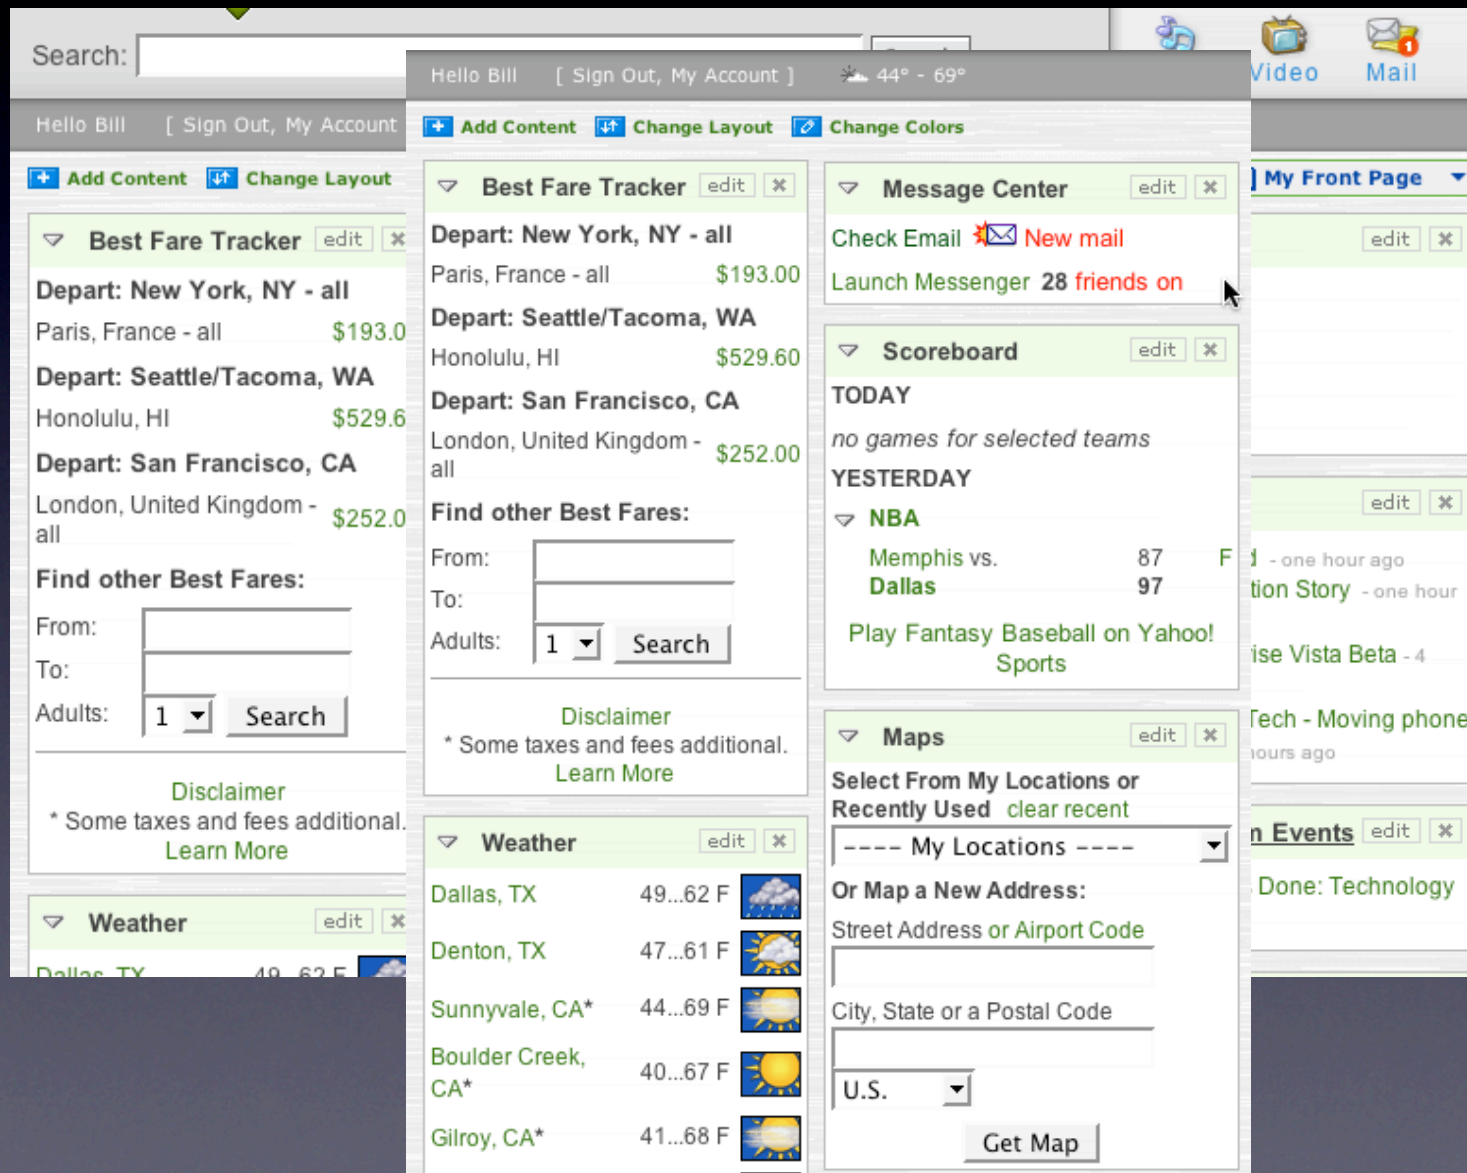 Search:
Video
Mail
1
Hello Bill [ Sign Out, My Account
Add Content Change Layout
Best Fare Tracker edit
Depart: New York, NY - all
Paris, France - all $193.0
Depart: Seattle/Tacoma, WA
Honolulu, HI $529.6
Depart: San Francisco, CA
London, United Kingdom -
all $252.0
Find other Best Fares:
From:
To:
Adults: 1 Search
Disclaimer
* Some taxes and fees additional.
Learn More
Weather edit
Dallas, TX 49...62 F
Hello Bill [ Sign Out, My Account ] 44° - 69°
Add Content Change Layout Change Colors
Best Fare Tracker edit
Depart: New York, NY - all
Paris, France - all $193.00
Depart: Seattle/Tacoma, WA
Honolulu, HI $529.60
Depart: San Francisco, CA
London, United Kingdom -
all $252.00
Find other Best Fares:
From:
To:
Adults: 1 Search
Disclaimer
* Some taxes and fees additional.
Learn More
Weather edit
Dallas, TX 49...62 F
Denton, TX 47...61 F
Sunnyvale, CA* 44...69 F
Boulder Creek,
CA* 40...67 F
Gilroy, CA* 41...68 F
Message Center edit
Check Email New mail
Launch Messenger 28 friends on
Scoreboard edit
TODAY
no games for selected teams
YESTERDAY
NBA
Memphis vs. 87 F
Dallas 97
Play Fantasy Baseball on Yahoo!
Sports
Maps edit
Select From My Locations or
Recently Used clear recent
---- My Locations ----
Or Map a New Address:
Street Address or Airport Code
City, State or a Postal Code
U.S.
Get Map
] My Front Page
edit
edit
d - one hour ago
tion Story - one hour
ise Vista Beta - 4
Tech - Moving phone
hours ago
Events edit
Done: Technology